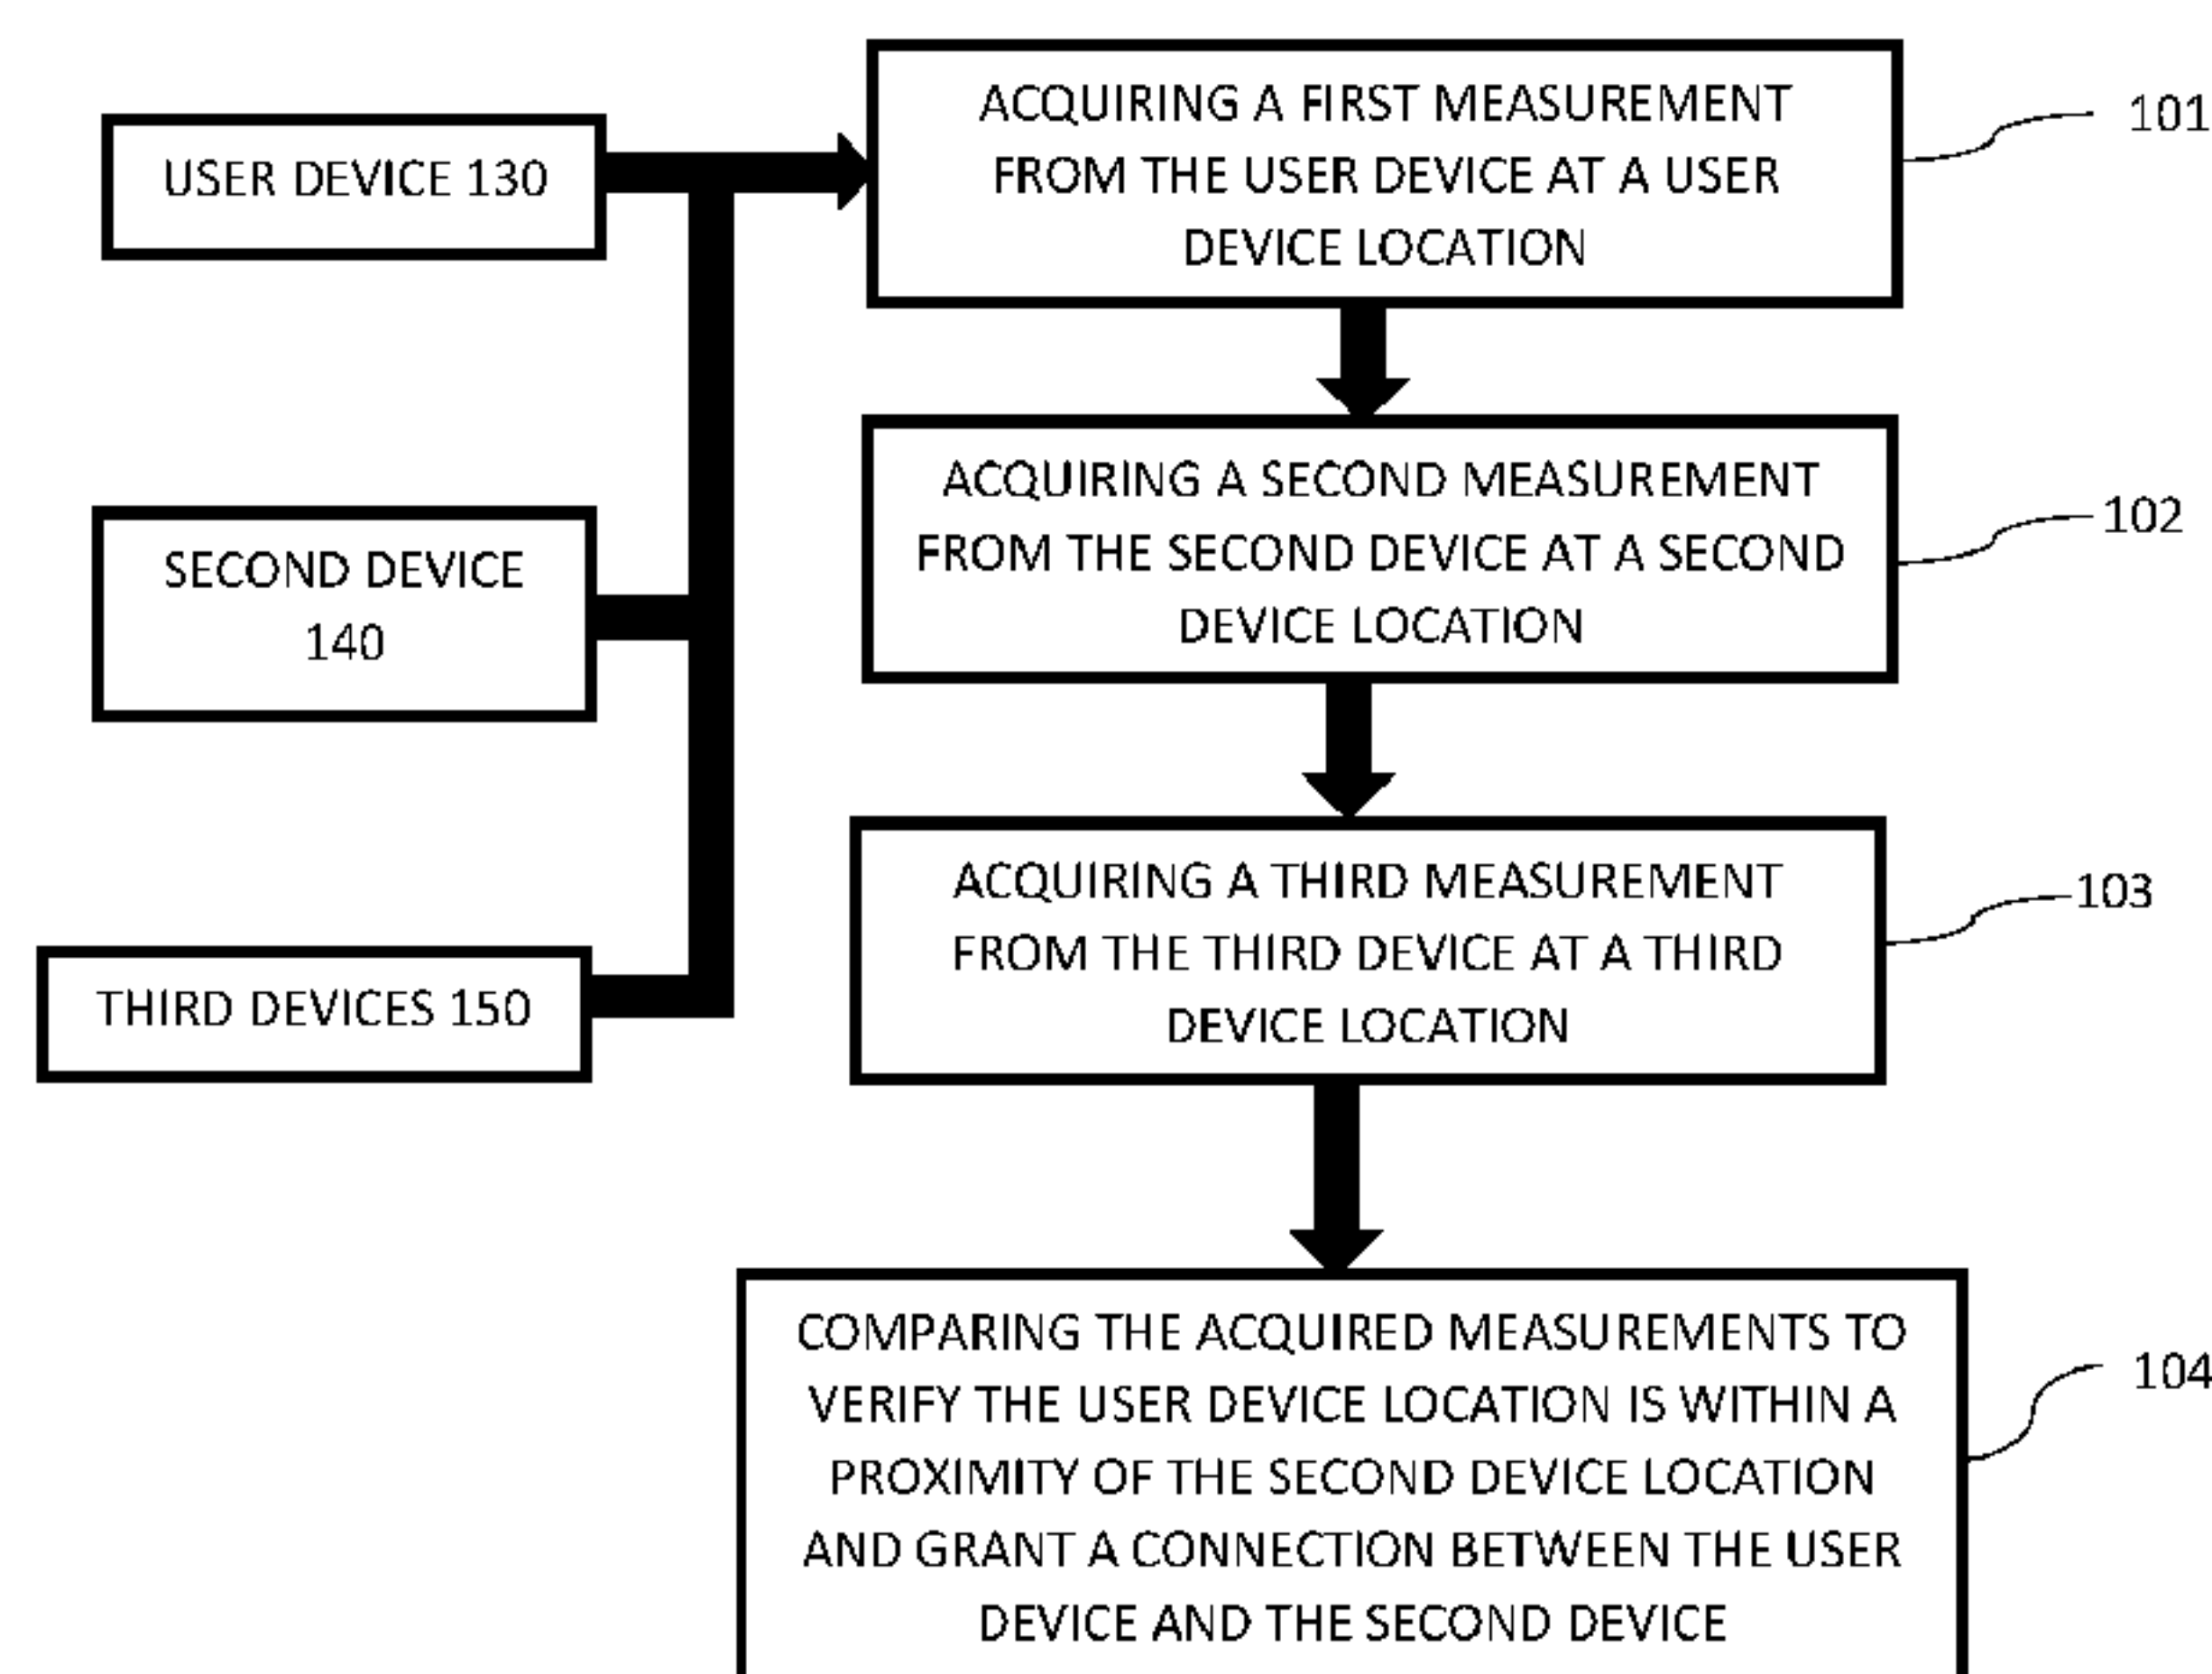 USER DEVICE 130
SECOND DEVICE
140
THIRD DEVICES 150
ACQUIRING A FIRST MEASUREMENT
FROM THE USER DEVICE AT A USER
DEVICE LOCATION
101
ACQUIRING A SECOND MEASUREMENT
FROM THE SECOND DEVICE AT A SECOND
DEVICE LOCATION
102
ACQUIRING A THIRD MEASUREMENT
FROM THE THIRD DEVICE AT A THIRD
DEVICE LOCATION
103
COMPARING THE ACQUIRED MEASUREMENTS TO
VERIFY THE USER DEVICE LOCATION IS WITHIN A
PROXIMITY OF THE SECOND DEVICE LOCATION
AND GRANT A CONNECTION BETWEEN THE USER
DEVICE AND THE SECOND DEVICE
104